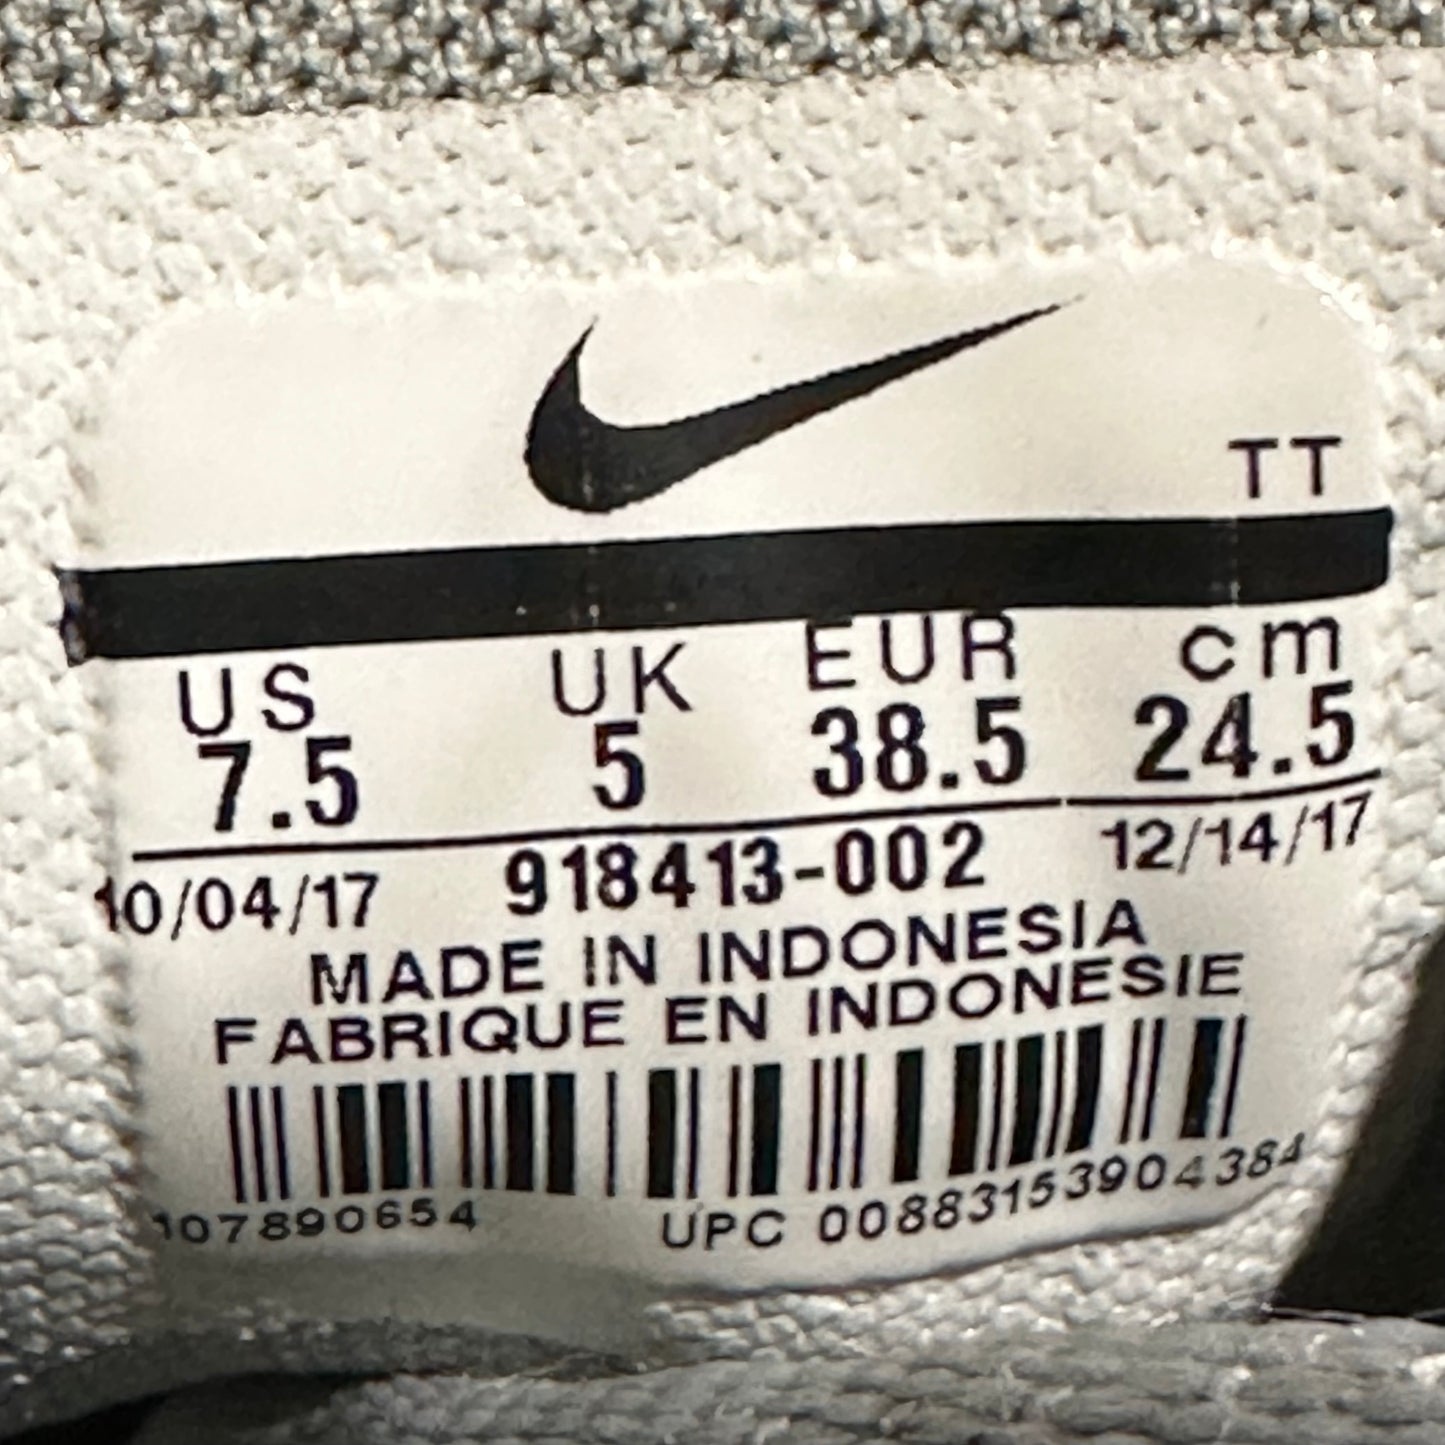 TT
US UK EUR cm
7.5 5 38.5 24.5
10/04/17 918413-002 12/14/17
MADE IN INDONESIA
FABRIQUE EN INDONESIE
107890654 UPC 00883153904384